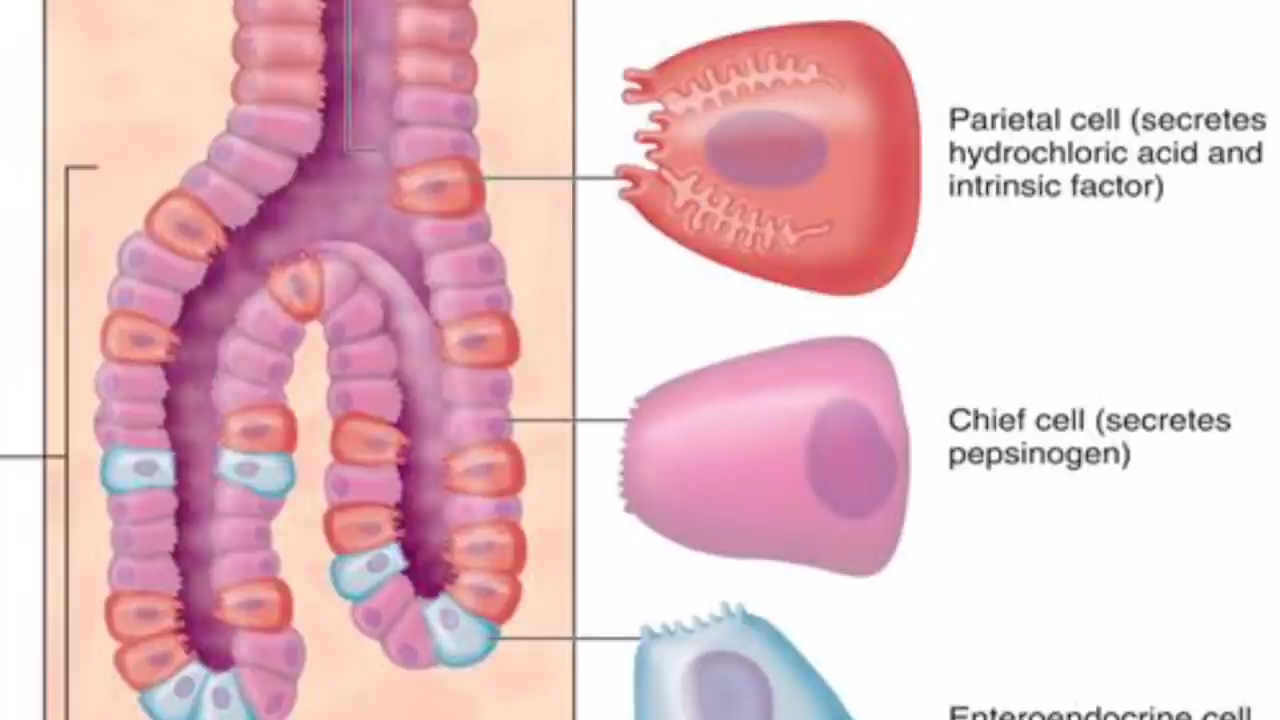 Parietal cell (secretes
hydrochloric acid and
intrinsic factor)
Chief cell (secretes
pepsinogen)
Enteroendocrine cell